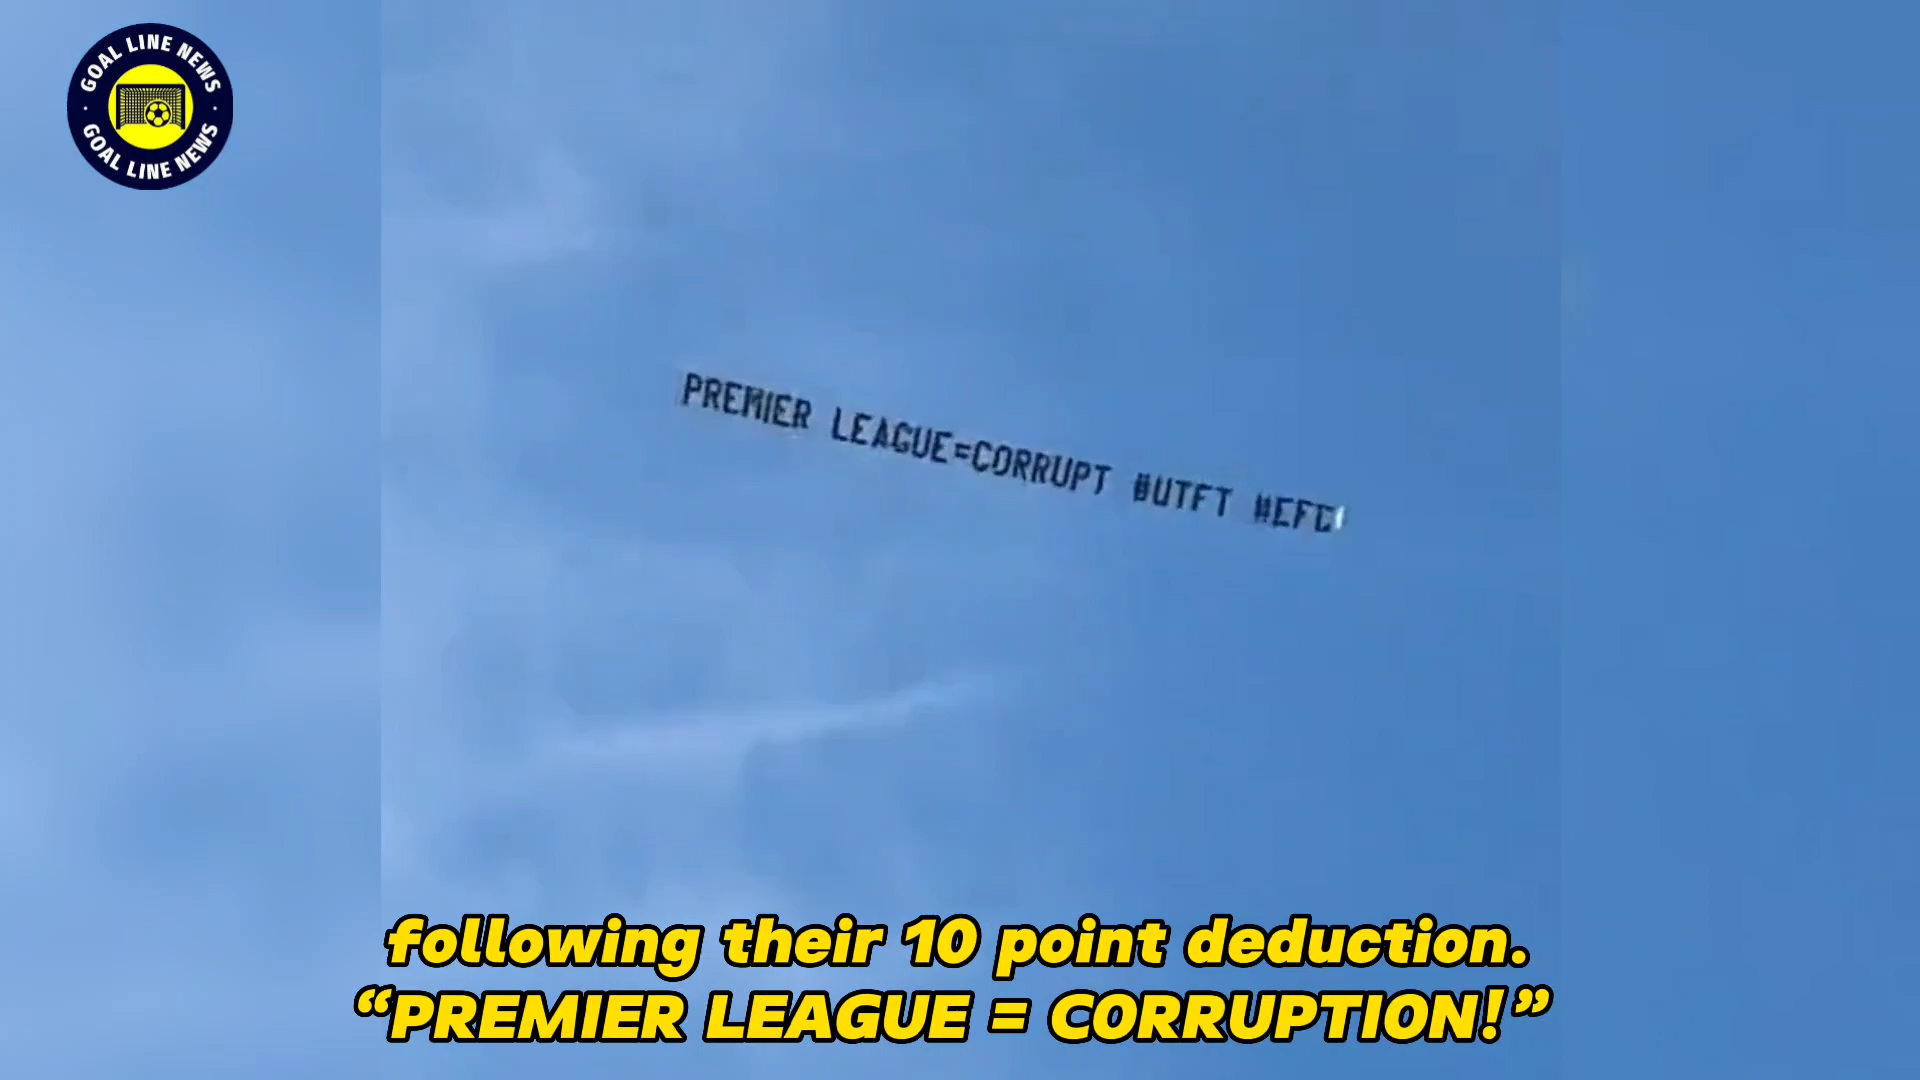 GOAL LINE NEWS
GOAL LINE NEWS
PREMIER LEAGUE=CORRUPT #UTFT #EFC
following their 10 point deduction.
“PREMIER LEAGUE = CORRUPTION!”